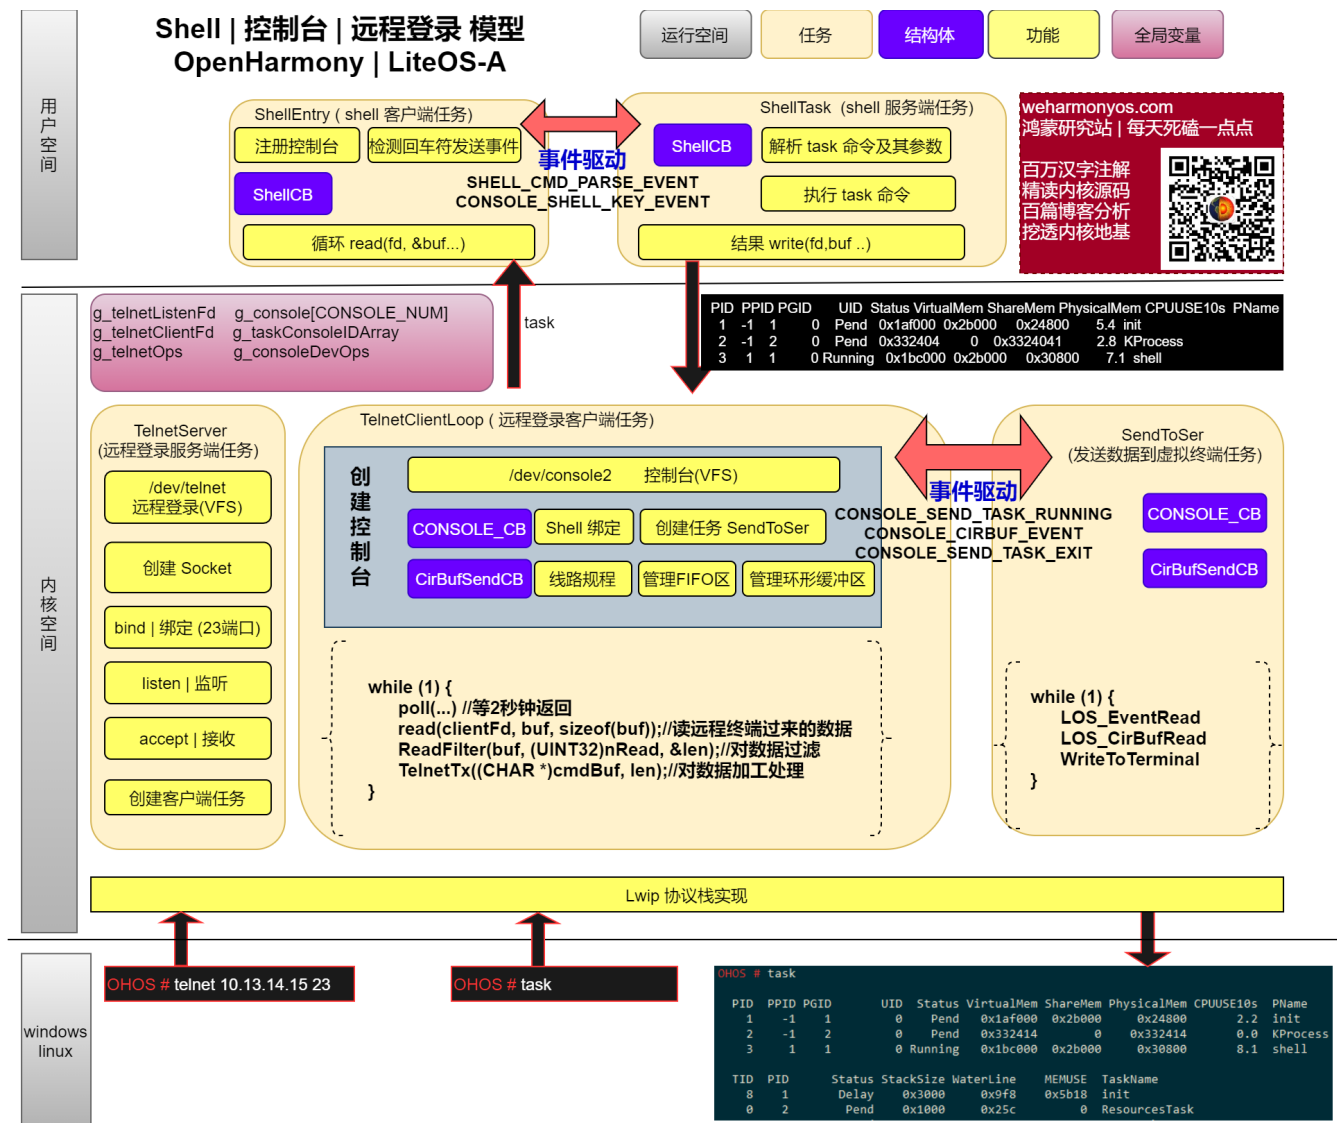 Shell | 控制台 | 远程登录 模型
OpenHarmony | LiteOS-A
运行空间
任务
结构体
功能
全局变量
用户空间
ShellEntry ( shell 客户端任务)
注册控制台
检测回车符发送事件
ShellCB
循环 read(fd, &buf...)
事件驱动
SHELL_CMD_PARSE_EVENT
CONSOLE_SHELL_KEY_EVENT
ShellTask (shell 服务端任务)
ShellCB
解析 task 命令及其参数
执行 task 命令
结果 write(fd,buf ..)
weharmonyos.com
鸿蒙研究站 | 每天死磕一点点
百万汉字注解
精读内核源码
百篇博客分析
挖透内核地基
内核空间
g_telnetListenFd g_console[CONSOLE_NUM]
g_telnetClientFd g_taskConsoleIDArray
g_telnetOps g_consoleDevOps
task
PID PPID PGID UID Status VirtualMem ShareMem PhysicalMem CPUUSE10s PName
1 -1 1 0 Pend 0x1af000 0x2b000 0x24800 5.4 init
2 -1 2 0 Pend 0x332404 0 0x3324041 2.8 KProcess
3 1 1 0 Running 0x1bc000 0x2b000 0x30800 7.1 shell
TelnetServer
(远程登录服务端任务)
/dev/telnet
远程登录(VFS)
创建 Socket
bind | 绑定 (23端口)
listen | 监听
accept | 接收
创建客户端任务
TelnetClientLoop ( 远程登录客户端任务)
创建控制台
/dev/console2 控制台(VFS)
CONSOLE_CB
Shell 绑定
创建任务 SendToSer
CirBufSendCB
线路规程
管理FIFO区
管理环形缓冲区
while (1) {
poll(...) //等2秒钟返回
read(clientFd, buf, sizeof(buf));//读远程终端过来的数据
ReadFilter(buf, (UINT32)nRead, &len);//对数据过滤
TelnetTx((CHAR *)cmdBuf, len);//对数据加工处理
}
事件驱动
CONSOLE_SEND_TASK_RUNNING
CONSOLE_CIRBUF_EVENT
CONSOLE_SEND_TASK_EXIT
SendToSer
(发送数据到虚拟终端任务)
CONSOLE_CB
CirBufSendCB
while (1) {
LOS_EventRead
LOS_CirBufRead
WriteToTerminal
}
Lwip 协议栈实现
windows
linux
OHOS # telnet 10.13.14.15 23
OHOS # task
OHOS # task
PID PPID PGID UID Status VirtualMem ShareMem PhysicalMem CPUUSE10s PName
1 -1 1 0 Pend 0x1af000 0x2b000 0x24800 2.2 init
2 -1 2 0 Pend 0x332414 0 0x332414 0.0 KProcess
3 1 1 0 Running 0x1bc000 0x2b000 0x30800 8.1 shell
TID PID Status StackSize WaterLine MEMUSE TaskName
8 1 Delay 0x3000 0x9f8 0x5b18 init
0 2 Pend 0x1000 0x25c 0 ResourcesTask